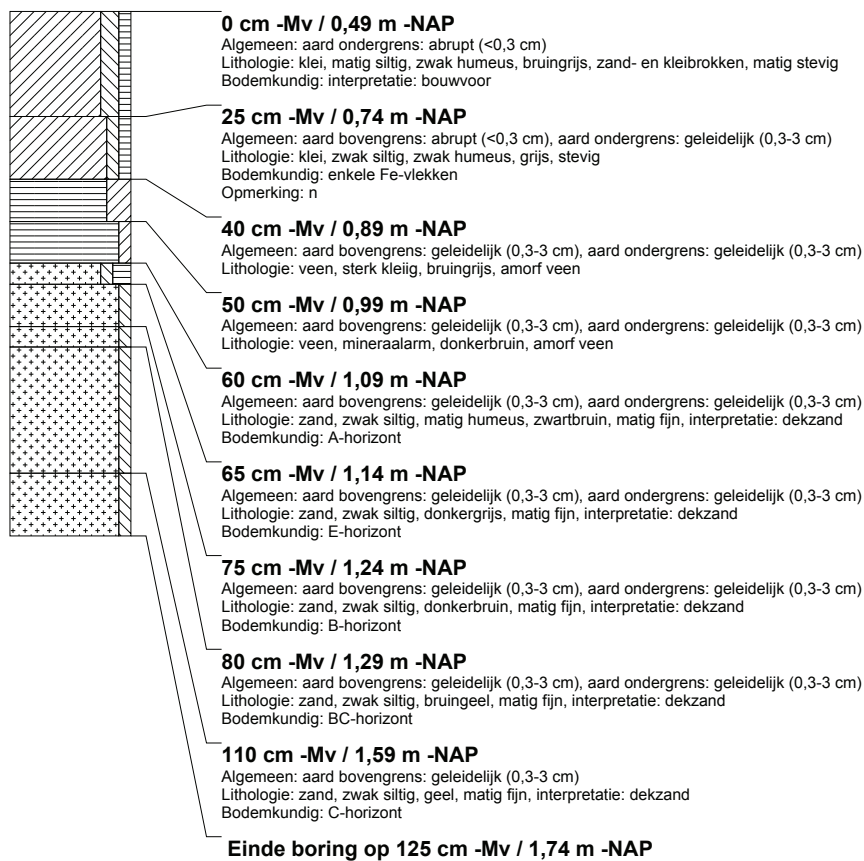 0 cm -Mv / 0,49 m -NAP
Algemeen: aard ondergrens: abrupt (<0,3 cm)
Lithologie: klei, matig siltig, zwak humeus, bruingrijs, zand- en kleibrokken, matig stevig
Bodemkundig: interpretatie: bouwvoor
25 cm -Mv / 0,74 m -NAP
Algemeen: aard bovengrens: abrupt (<0,3 cm), aard ondergrens: geleidelijk (0,3-3 cm)
Lithologie: klei, zwak siltig, zwak humeus, grijs, stevig
Bodemkundig: enkele Fe-vlekken
Opmerking: n
40 cm -Mv / 0,89 m -NAP
Algemeen: aard bovengrens: geleidelijk (0,3-3 cm), aard ondergrens: geleidelijk (0,3-3 cm)
Lithologie: veen, sterk kleiig, bruingrijs, amorf veen
50 cm -Mv / 0,99 m -NAP
Algemeen: aard bovengrens: geleidelijk (0,3-3 cm), aard ondergrens: geleidelijk (0,3-3 cm)
Lithologie: veen, mineraalarm, donkerbruin, amorf veen
60 cm -Mv / 1,09 m -NAP
Algemeen: aard bovengrens: geleidelijk (0,3-3 cm), aard ondergrens: geleidelijk (0,3-3 cm)
Lithologie: zand, zwak siltig, matig humeus, zwartbruin, matig fijn, interpretatie: dekzand
Bodemkundig: A-horizont
65 cm -Mv / 1,14 m -NAP
Algemeen: aard bovengrens: geleidelijk (0,3-3 cm), aard ondergrens: geleidelijk (0,3-3 cm)
Lithologie: zand, zwak siltig, donkergrijs, matig fijn, interpretatie: dekzand
Bodemkundig: E-horizont
75 cm -Mv / 1,24 m -NAP
Algemeen: aard bovengrens: geleidelijk (0,3-3 cm), aard ondergrens: geleidelijk (0,3-3 cm)
Lithologie: zand, zwak siltig, donkerbruin, matig fijn, interpretatie: dekzand
Bodemkundig: B-horizont
80 cm -Mv / 1,29 m -NAP
Algemeen: aard bovengrens: geleidelijk (0,3-3 cm), aard ondergrens: geleidelijk (0,3-3 cm)
Lithologie: zand, zwak siltig, bruingeel, matig fijn, interpretatie: dekzand
Bodemkundig: BC-horizont
110 cm -Mv / 1,59 m -NAP
Algemeen: aard bovengrens: geleidelijk (0,3-3 cm)
Lithologie: zand, zwak siltig, geel, matig fijn, interpretatie: dekzand
Bodemkundig: C-horizont
Einde boring op 125 cm -Mv / 1,74 m -NAP